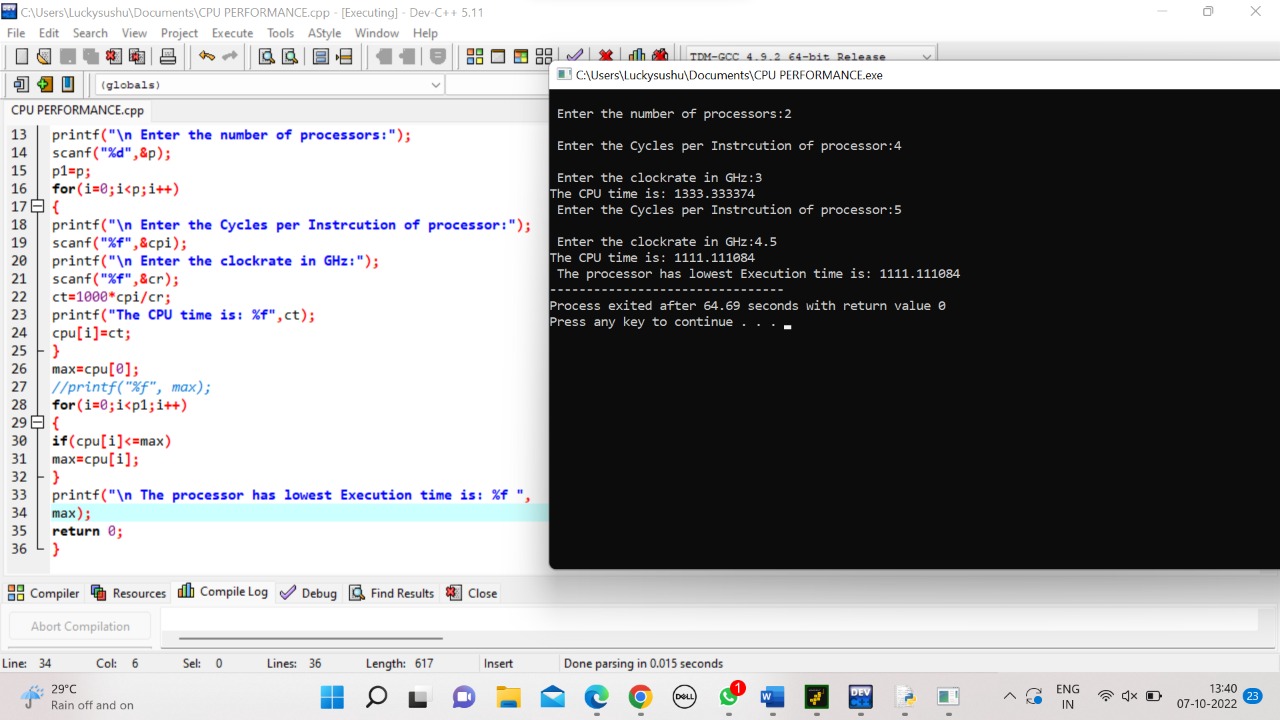 C:\Users\Luckysushu\Documents\CPU PERFORMANCE.cpp - [Executing] - Dev-C++ 5.11
File Edit Search View Project Execute Tools AStyle Window Help
TDM-GCC 4.9.2 64-bit Release
(globals)
CPU PERFORMANCE.cpp
13 printf("\n Enter the number of processors:");
14 scanf("%d",&p);
15 p1=p;
16 for(i=0;i<p;i++)
17 {
18 printf("\n Enter the Cycles per Instrcution of processor:");
19 scanf("%f",&cpi);
20 printf("\n Enter the clockrate in GHz:");
21 scanf("%f",&cr);
22 ct=1000*cpi/cr;
23 printf("The CPU time is: %f",ct);
24 cpu[i]=ct;
25 }
26 max=cpu[0];
27 //printf("%f", max);
28 for(i=0;i<p1;i++)
29 {
30 if(cpu[i]<=max)
31 max=cpu[i];
32 }
33 printf("\n The processor has lowest Execution time is: %f ",
34 max);
35 return 0;
36 }
C:\Users\Luckysushu\Documents\CPU PERFORMANCE.exe
Enter the number of processors:2
Enter the Cycles per Instrcution of processor:4
Enter the clockrate in GHz:3
The CPU time is: 1333.333374
Enter the Cycles per Instrcution of processor:5
Enter the clockrate in GHz:4.5
The CPU time is: 1111.111084
The processor has lowest Execution time is: 1111.111084
--------------------------------
Process exited after 64.69 seconds with return value 0
Press any key to continue . . .
Compiler Resources Compile Log Debug Find Results Close
Abort Compilation
Line: 34 Col: 6 Sel: 0 Lines: 36 Length: 617 Insert Done parsing in 0.015 seconds
29°C
Rain off and on
DELL
1
W
DEV
C++
ENG
IN
13:40
07-10-2022
23